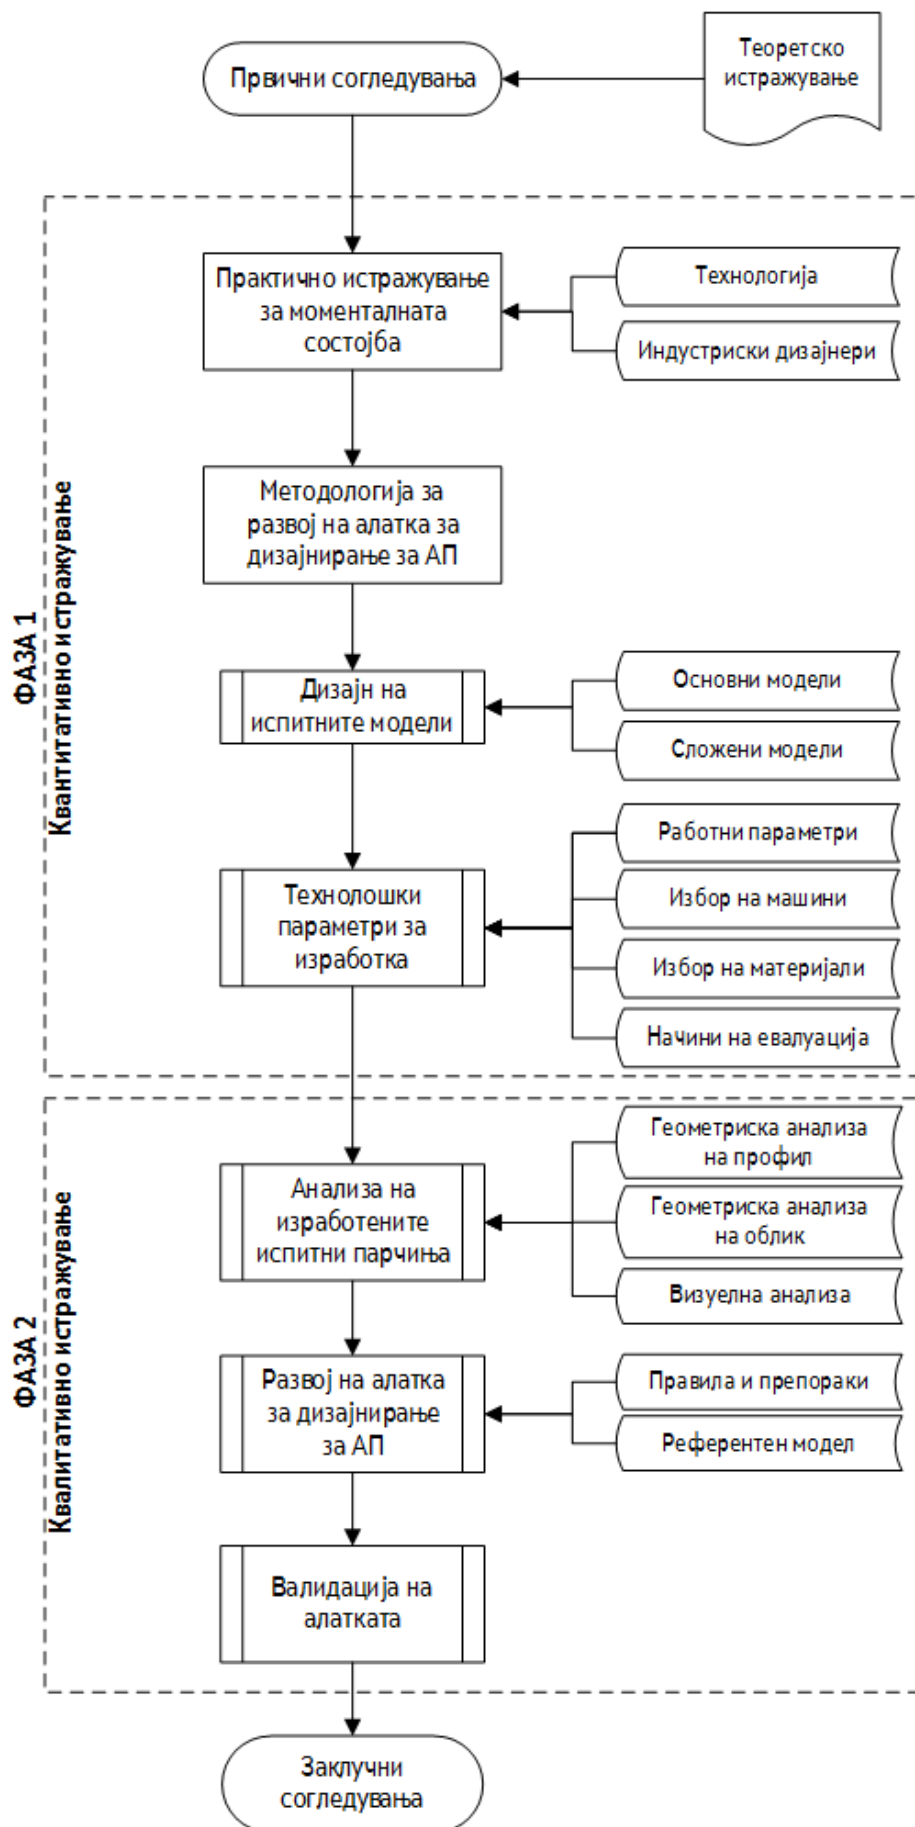 Теоретско
истражување
Првични согледувања
ФАЗА 1
Квантитативно истражување
Практично истражување
за моменталната
состојба
Технологија
Индустриски дизајнери
Методологија за
развој на алатка за
дизајнирање за АП
Дизајн на
испитните модели
Основни модели
Сложени модели
Технолошки
параметри за
изработка
Работни параметри
Избор на машини
Избор на материјали
Начини на евалуација
ФАЗА 2
Квалитативно истражување
Анализа на
изработените
испитни парчиња
Геометриска анализа
на профил
Геометриска анализа
на облик
Визуелна анализа
Развој на алатка
за дизајнирање
за АП
Правила и препораки
Референтен модел
Валидација на
алатката
Заклучни
согледувања